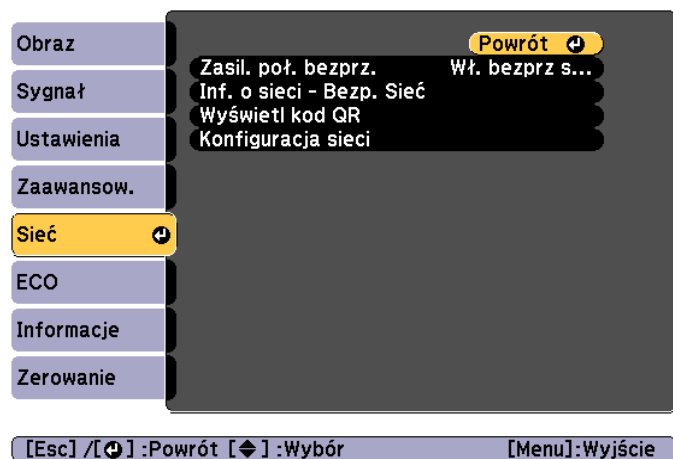 Obraz
Sygnał
Ustawienia
Zaawansow.
Sieć
ECO
Informacje
Zerowanie
Powrót
Zasil. poł. bezprz. Wł. bezprz s...
Inf. o sieci - Bezp. Sieć
Wyświetl kod QR
Konfiguracja sieci
[Esc] /[⏎] :Powrót [◆] :Wybór [Menu]:Wyjście